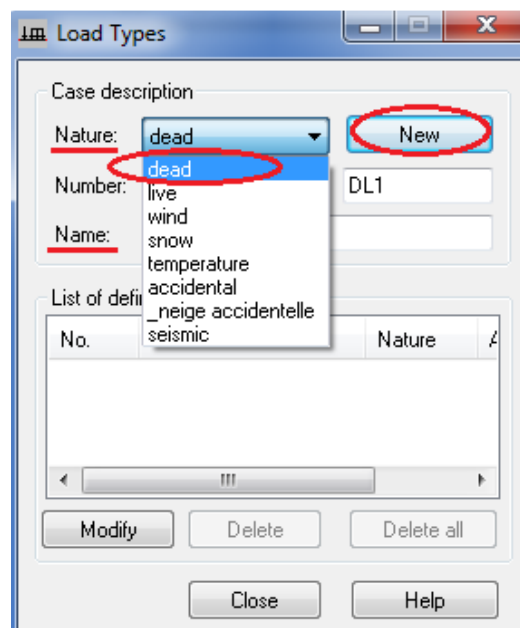 Load Types
Case description
Nature: dead New
dead
Number: DL1
live
wind
Name:
snow
temperature
accidental
_neige accidentelle
seismic
List of defi
No. Nature
Modify Delete Delete all
Close Help